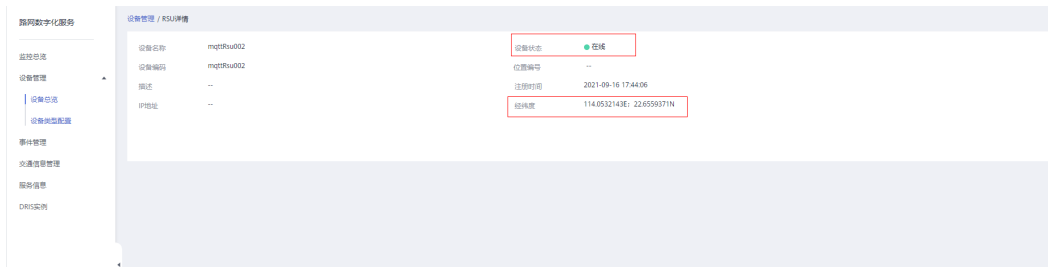 路网数字化服务
监控总览
设备管理
设备总览
设备类型配置
事件管理
交通信息管理
服务信息
DRIS实例
设备管理 / RSU详情
设备名称 mqttRsu002 设备状态 在线
设备编码 mqttRsu002 位置编号 --
描述 -- 注册时间 2021-09-16 17:44:06
IP地址 -- 经纬度 114.0532143E; 22.6559371N